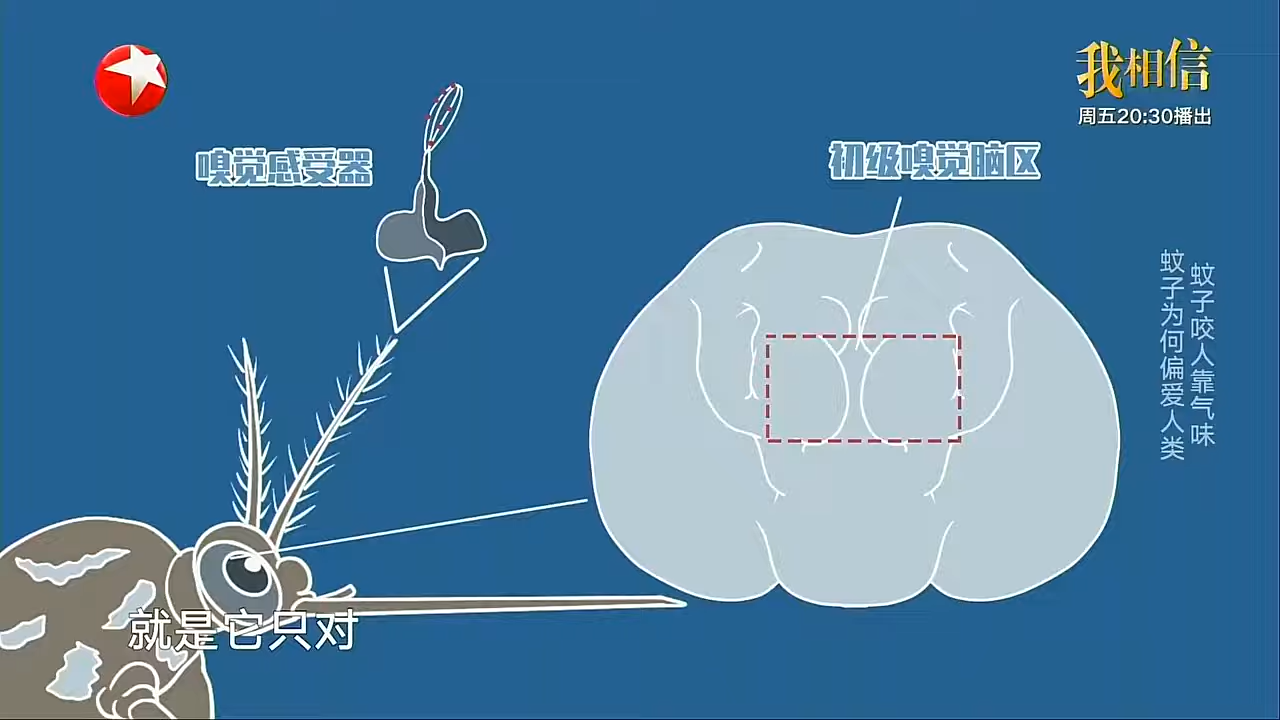 我相信
周五20:30播出
嗅觉感受器
初级嗅觉脑区
蚊子咬人靠气味
蚊子为何偏爱人类
就是它只对